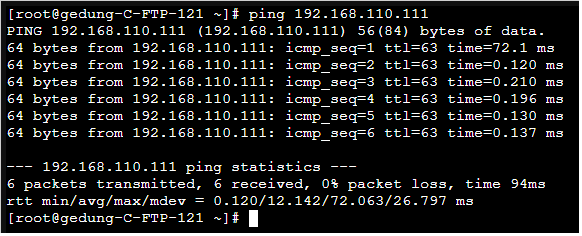 [root@gedung-C-FTP-121 ~]# ping 192.168.110.111
PING 192.168.110.111 (192.168.110.111) 56(84) bytes of data.
64 bytes from 192.168.110.111: icmp_seq=1 ttl=63 time=72.1 ms
64 bytes from 192.168.110.111: icmp_seq=2 ttl=63 time=0.120 ms
64 bytes from 192.168.110.111: icmp_seq=3 ttl=63 time=0.210 ms
64 bytes from 192.168.110.111: icmp_seq=4 ttl=63 time=0.196 ms
64 bytes from 192.168.110.111: icmp_seq=5 ttl=63 time=0.130 ms
64 bytes from 192.168.110.111: icmp_seq=6 ttl=63 time=0.137 ms
--- 192.168.110.111 ping statistics ---
6 packets transmitted, 6 received, 0% packet loss, time 94ms
rtt min/avg/max/mdev = 0.120/12.142/72.063/26.797 ms
[root@gedung-C-FTP-121 ~]#